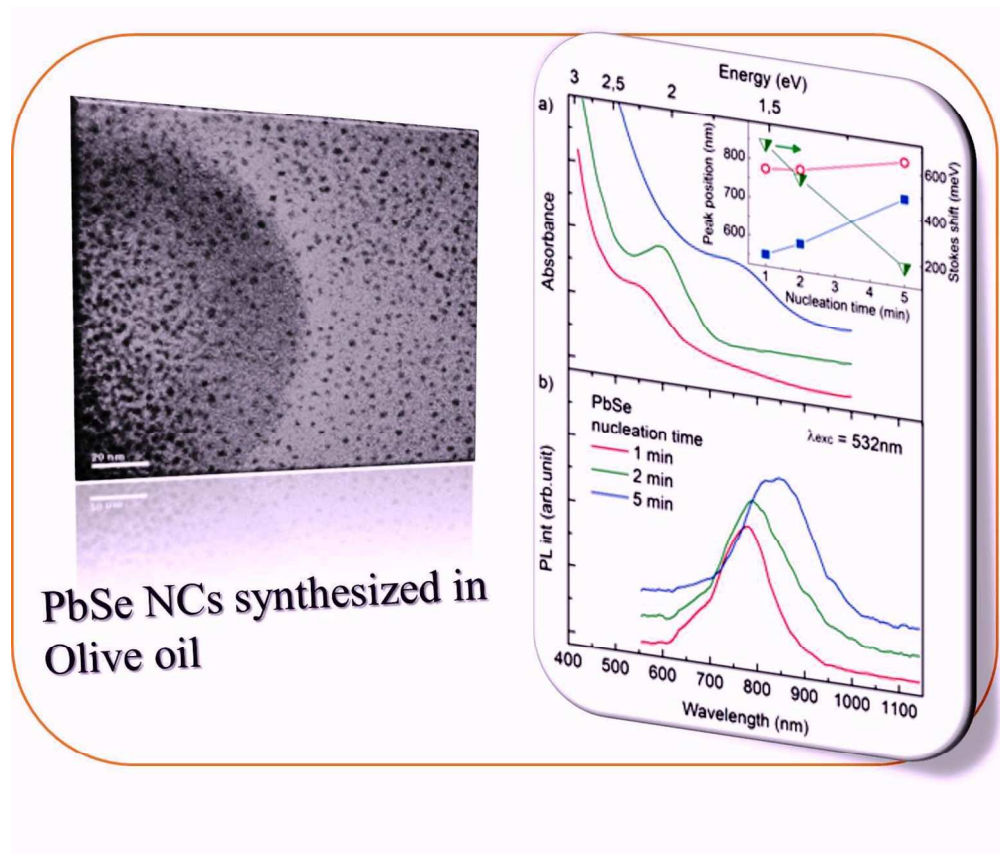 20 nm
PbSe NCs synthesized in
Olive oil
Energy (eV)
3 2,5 2 1,5
a)
Absorbance
Peak position (nm)
800
700
600
600
400
200
Stokes shift (meV)
1 2 3 4 5
Nucleation time (min)
b)
PL int (arb.unit)
PbSe
nucleation time
1 min
2 min
5 min
λexc = 532nm
400 500 600 700 800 900 1000 1100
Wavelength (nm)